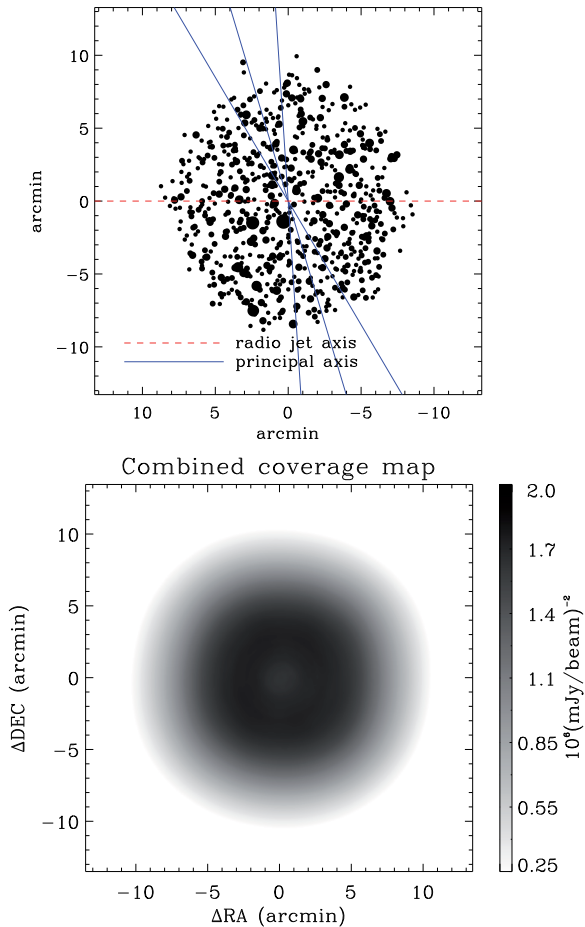 10
5
0
−5
−10
arcmin
radio jet axis
principal axis
10 5 0 −5 −10
arcmin
Combined coverage map
10
5
0
−5
−10
ΔDEC (arcmin)
−10 −5 0 5 10
ΔRA (arcmin)
2.0
1.7
1.4
1.1
0.85
0.55
0.25
10⁶(mJy/beam)⁻²